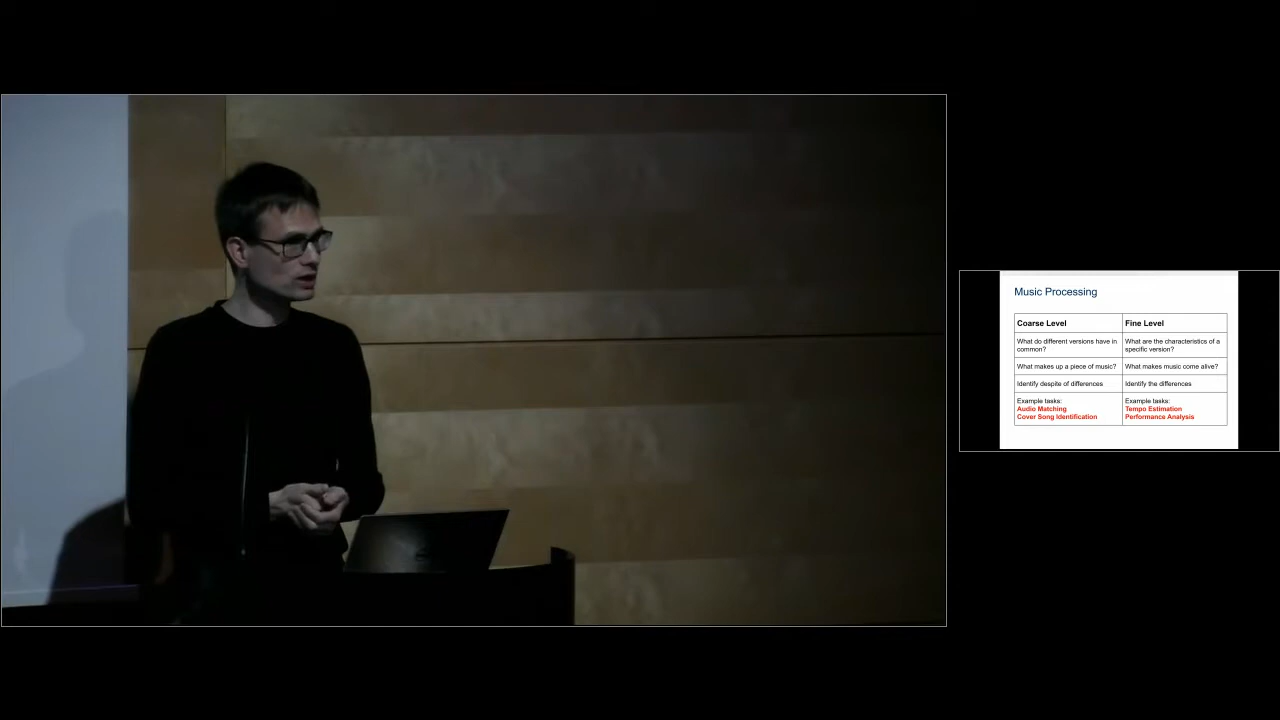 Music Processing
Coarse Level
Fine Level
What do different versions have in
common?
What are the characteristics of a
specific version?
What makes up a piece of music?
What makes music come alive?
Identify despite of differences
Identify the differences
Example tasks:
Audio Matching
Cover Song Identification
Example tasks:
Tempo Estimation
Performance Analysis